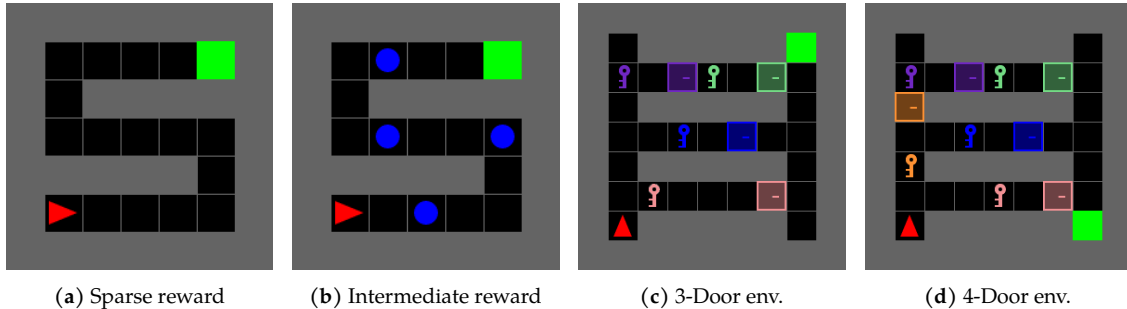 (a) Sparse reward
(b) Intermediate reward
(c) 3-Door env.
(d) 4-Door env.